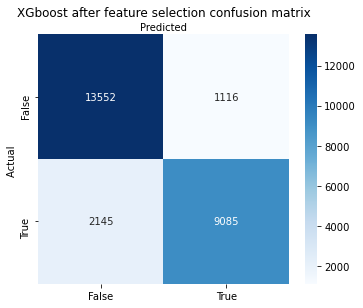 XGboost after feature selection confusion matrix
Predicted
False
13552
1116
Actual
True
2145
9085
False
True
12000
10000
8000
6000
4000
2000